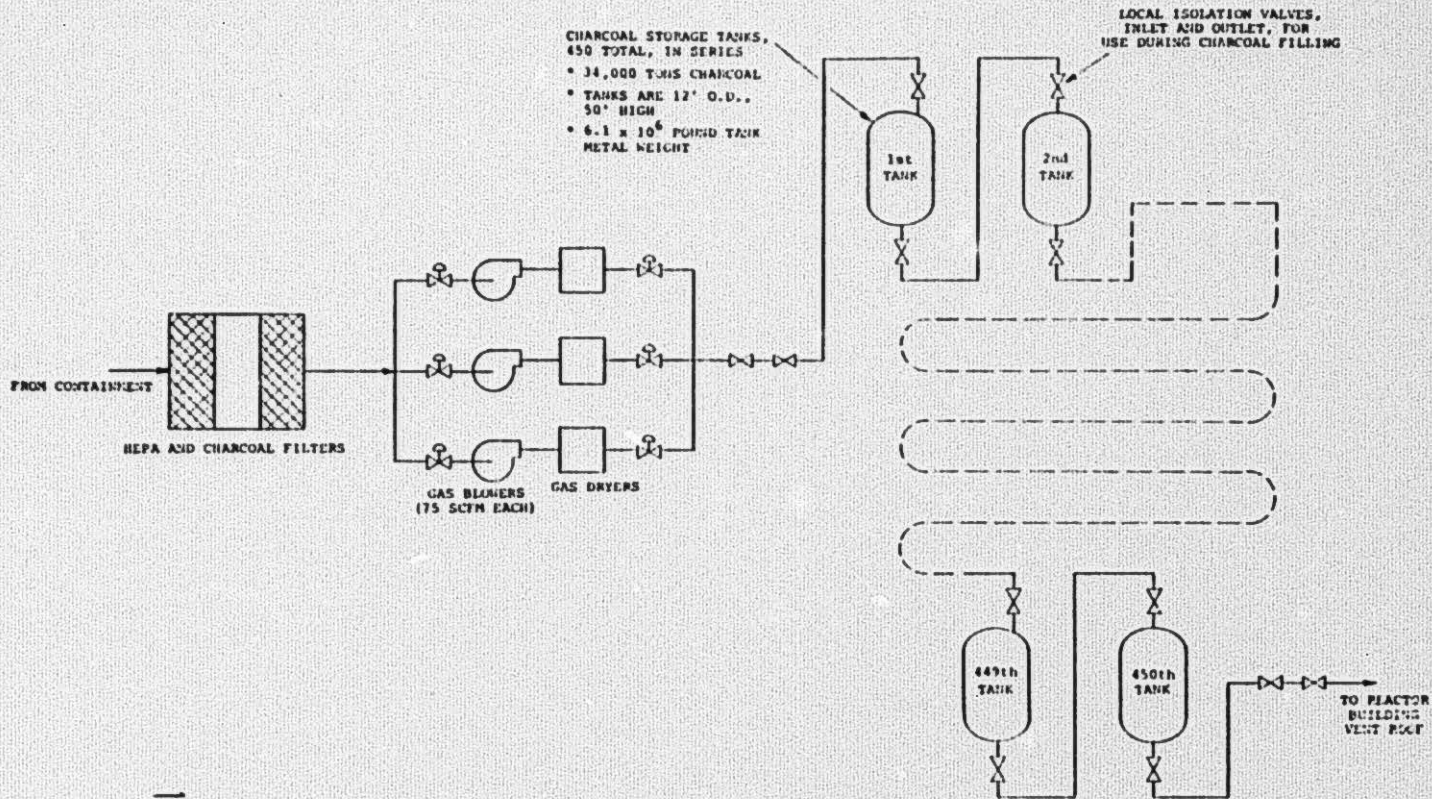 CHARCOAL STORAGE TANKS,
450 TOTAL, IN SERIES
• 34,000 TONS CHARCOAL
• TANKS ARE 12' O.D.,
50' HIGH
• 6.1 x 10⁶ POUND TANK
METAL WEIGHT
LOCAL ISOLATION VALVES,
INLET AND OUTLET, FOR
USE DURING CHARCOAL FILLING
1st
TANK
2nd
TANK
FROM CONTAINMENT
HEPA AND CHARCOAL FILTERS
GAS BLOWERS
(75 SCFM EACH)
GAS DRYERS
449th
TANK
450th
TANK
TO REACTOR
BUILDING
VENT ROOF